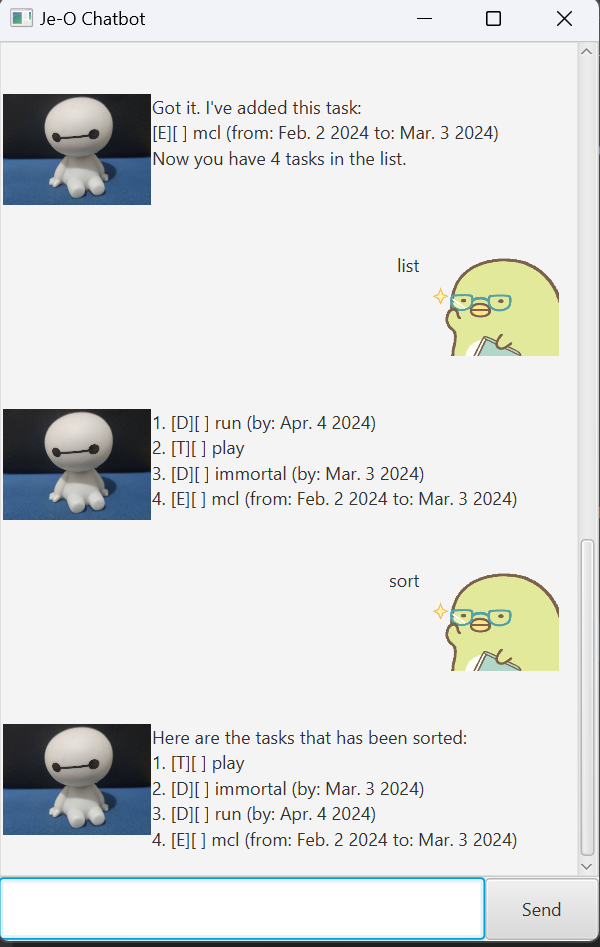 Je-O Chatbot
Got it. I've added this task:
[E][ ] mcl (from: Feb. 2 2024 to: Mar. 3 2024)
Now you have 4 tasks in the list.
list
1. [D][ ] run (by: Apr. 4 2024)
2. [T][ ] play
3. [D][ ] immortal (by: Mar. 3 2024)
4. [E][ ] mcl (from: Feb. 2 2024 to: Mar. 3 2024)
sort
Here are the tasks that has been sorted:
1. [T][ ] play
2. [D][ ] immortal (by: Mar. 3 2024)
3. [D][ ] run (by: Apr. 4 2024)
4. [E][ ] mcl (from: Feb. 2 2024 to: Mar. 3 2024)
Send